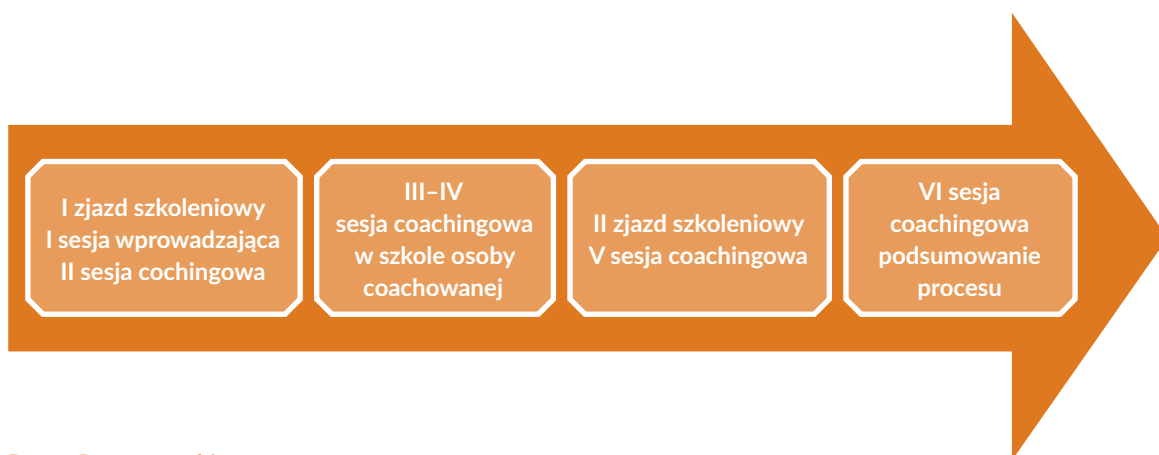 I zjazd szkoleniowy
I sesja wprowadzająca
II sesja cochingowa
III–IV
sesja coachingowa
w szkole osoby
coachowanej
II zjazd szkoleniowy
V sesja coachingowa
VI sesja
coachingowa
podsumowanie
procesu